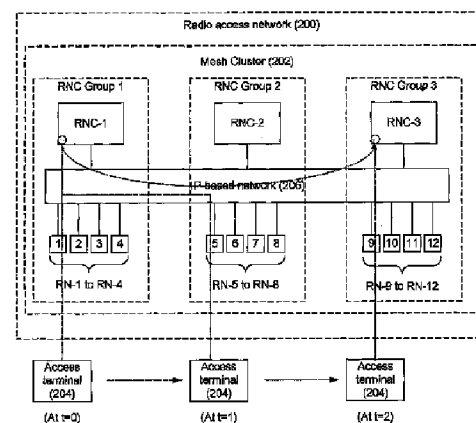 Radio access network (200)
Mesh Cluster (202)
RNC Group 1
RNC Group 2
RNC Group 3
RNC-1
RNC-2
RNC-3
IP-based network (206)
1 2 3 4 5 6 7 8 9 10 11 12
RN-1 to RN-4
RN-5 to RN-8
RN-9 to RN-12
Access terminal (204)
Access terminal (204)
Access terminal (204)
(At t=0)
(At t=1)
(At t=2)